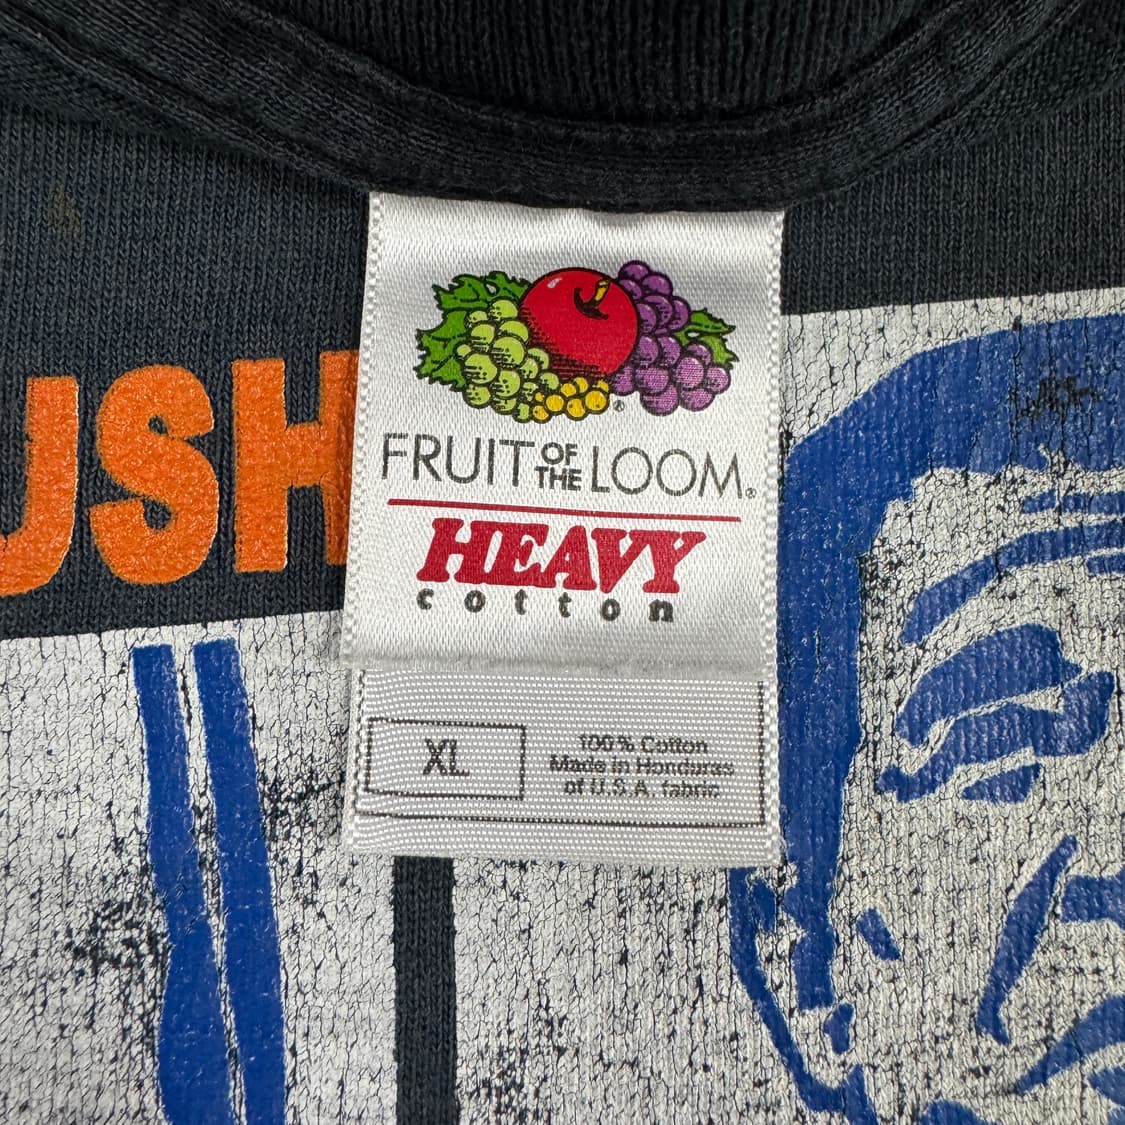 USH
FRUIT OF THE LOOM®
HEAVY
cotton
XL
100% Cotton
Made in Honduras
of U.S.A. fabric